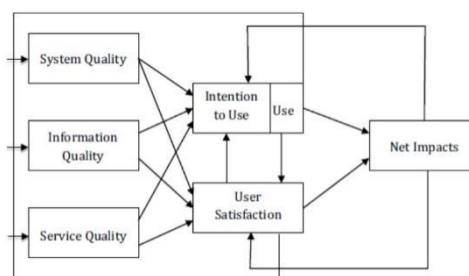 System Quality
Information
Quality
Service Quality
Intention
to Use
Use
User
Satisfaction
Net Impacts